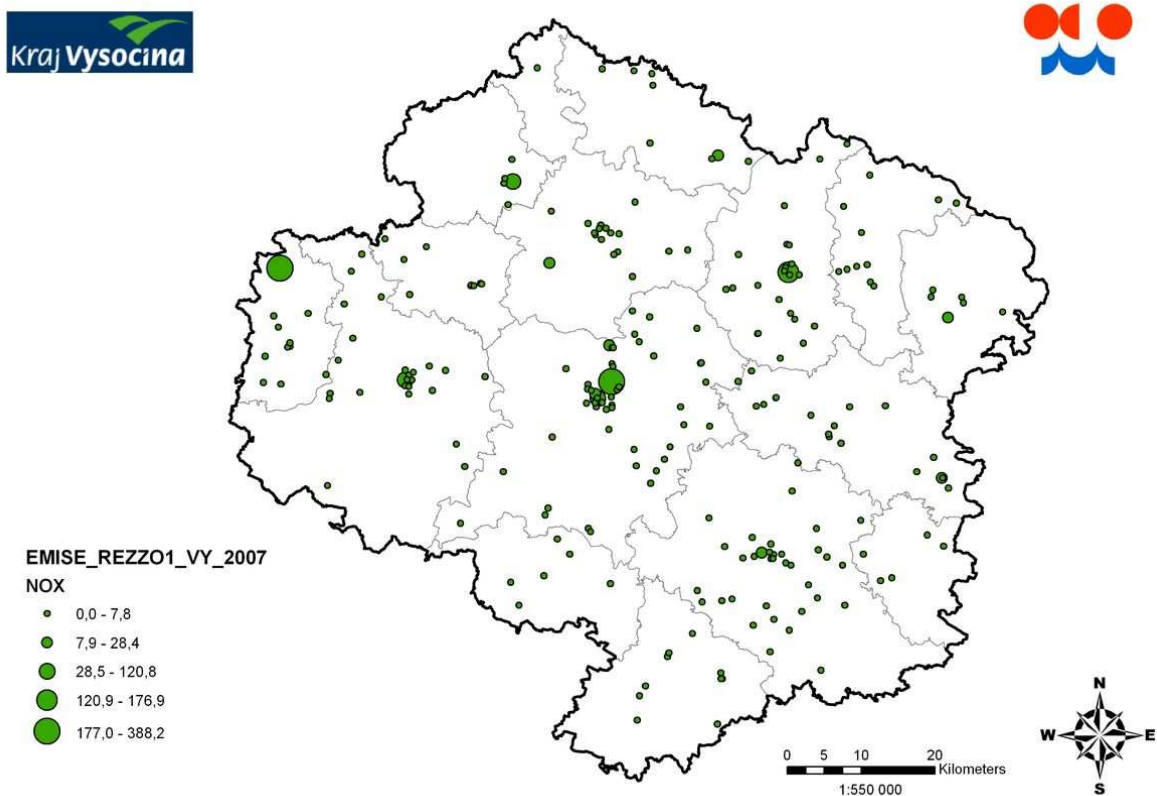 Kraj Vysočina
EMISE_REZZO1_VY_2007
NOX
0,0 - 7,8
7,9 - 28,4
28,5 - 120,8
120,9 - 176,9
177,0 - 388,2
0 5 10 20
Kilometers
1:550 000
N
W E
S